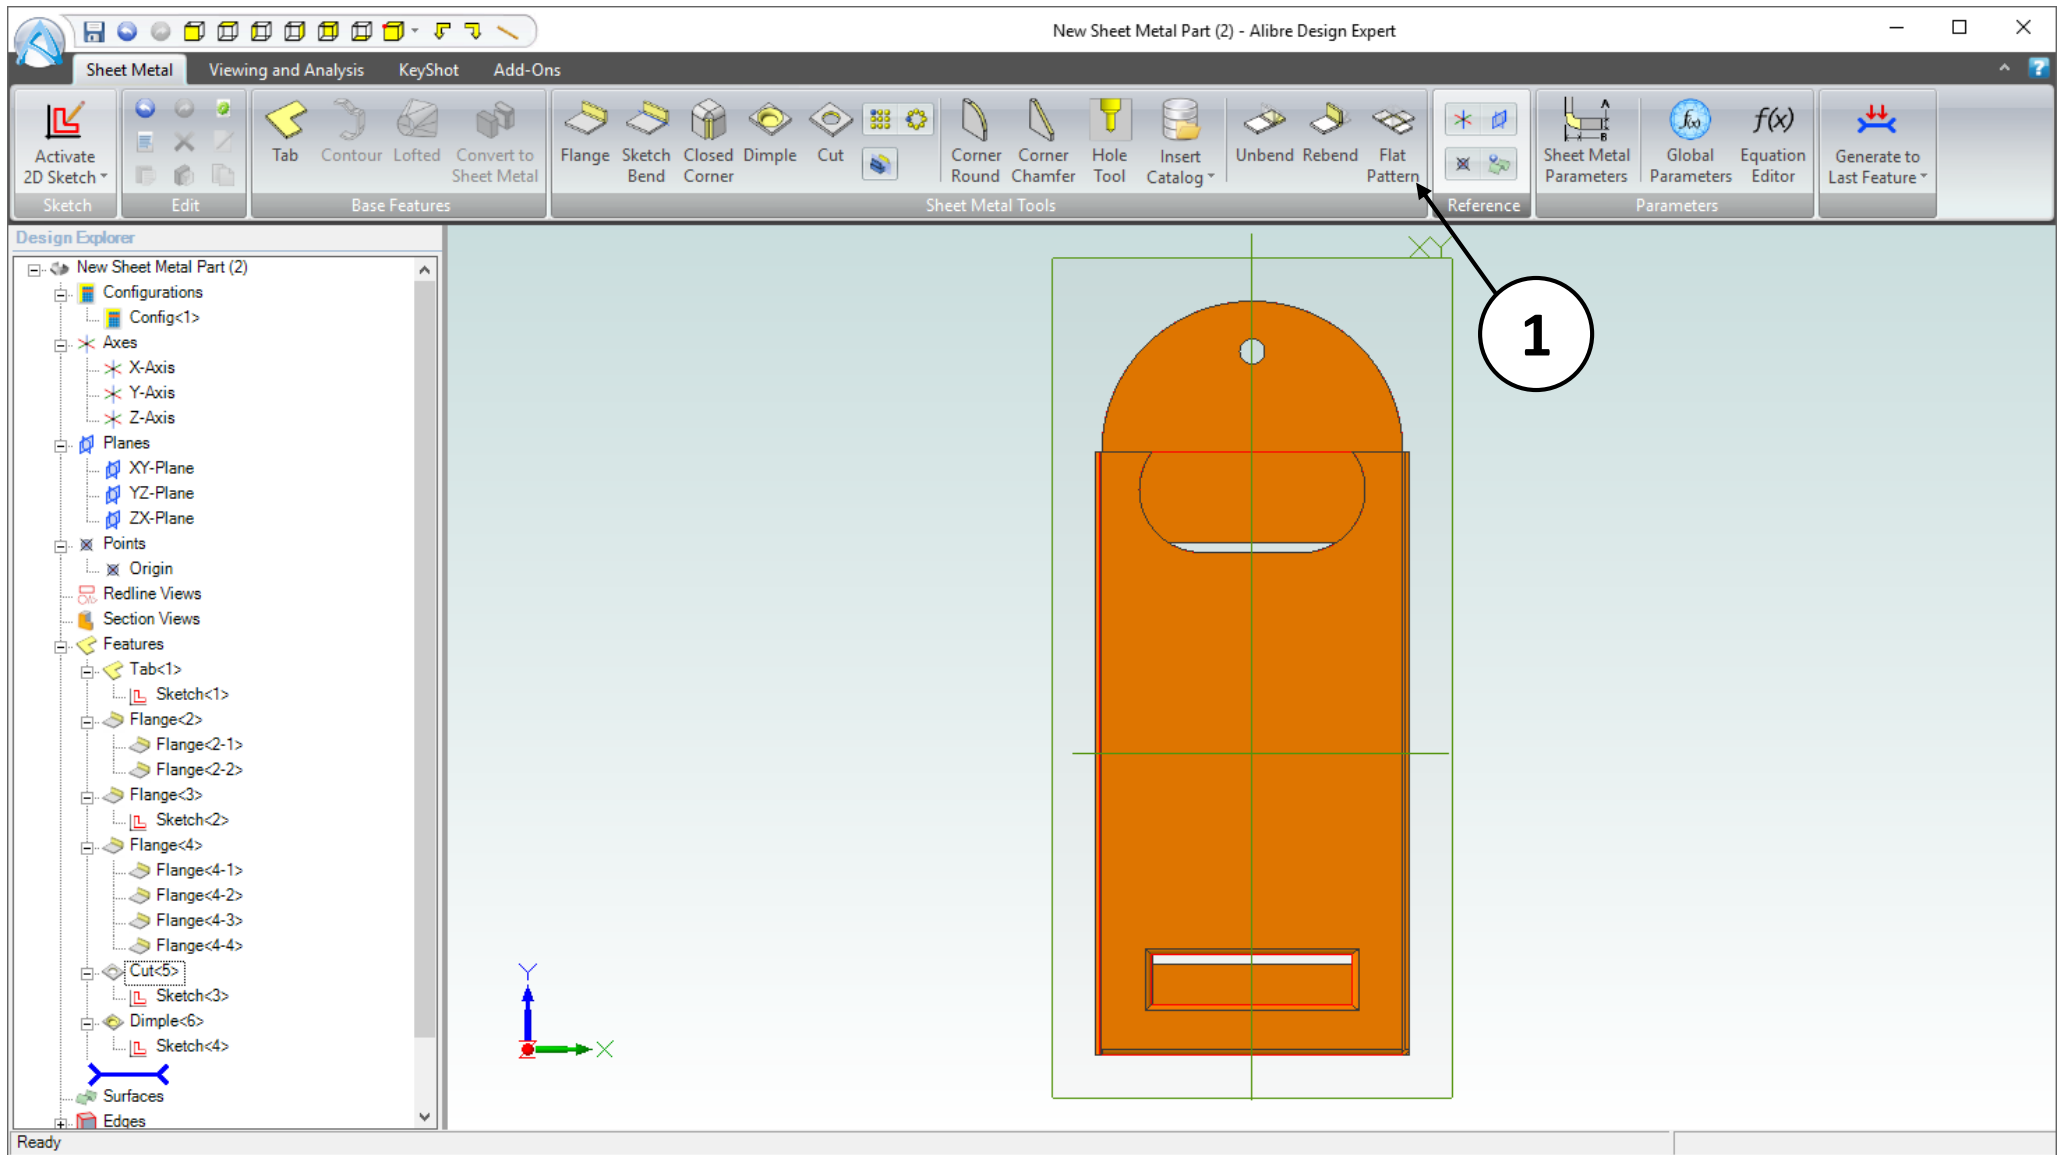 New Sheet Metal Part (2) - Alibre Design Expert
Sheet Metal Viewing and Analysis KeyShot Add-Ons
Activate
2D Sketch
Sketch
Edit
Tab Contour Lofted Convert to
Sheet Metal
Base Features
Flange Sketch
Bend Closed
Corner Dimple Cut
Corner
Round Corner
Chamfer Hole
Tool Insert
Catalog
Unbend Rebend Flat
Pattern
Sheet Metal Tools
Reference
A
B
Sheet Metal
Parameters
f(x)
Global
Parameters
f(x)
Equation
Editor
Parameters
Generate to
Last Feature
1
Design Explorer
New Sheet Metal Part (2)
Configurations
Config<1>
Axes
X-Axis
Y-Axis
Z-Axis
Planes
XY-Plane
YZ-Plane
ZX-Plane
Points
Origin
Redline Views
Section Views
Features
Tab<1>
Sketch<1>
Flange<2>
Flange<2-1>
Flange<2-2>
Flange<3>
Sketch<2>
Flange<4>
Flange<4-1>
Flange<4-2>
Flange<4-3>
Flange<4-4>
Cut<5>
Sketch<3>
Dimple<6>
Sketch<4>
Surfaces
Edges
XY
Y
X
Z
Ready